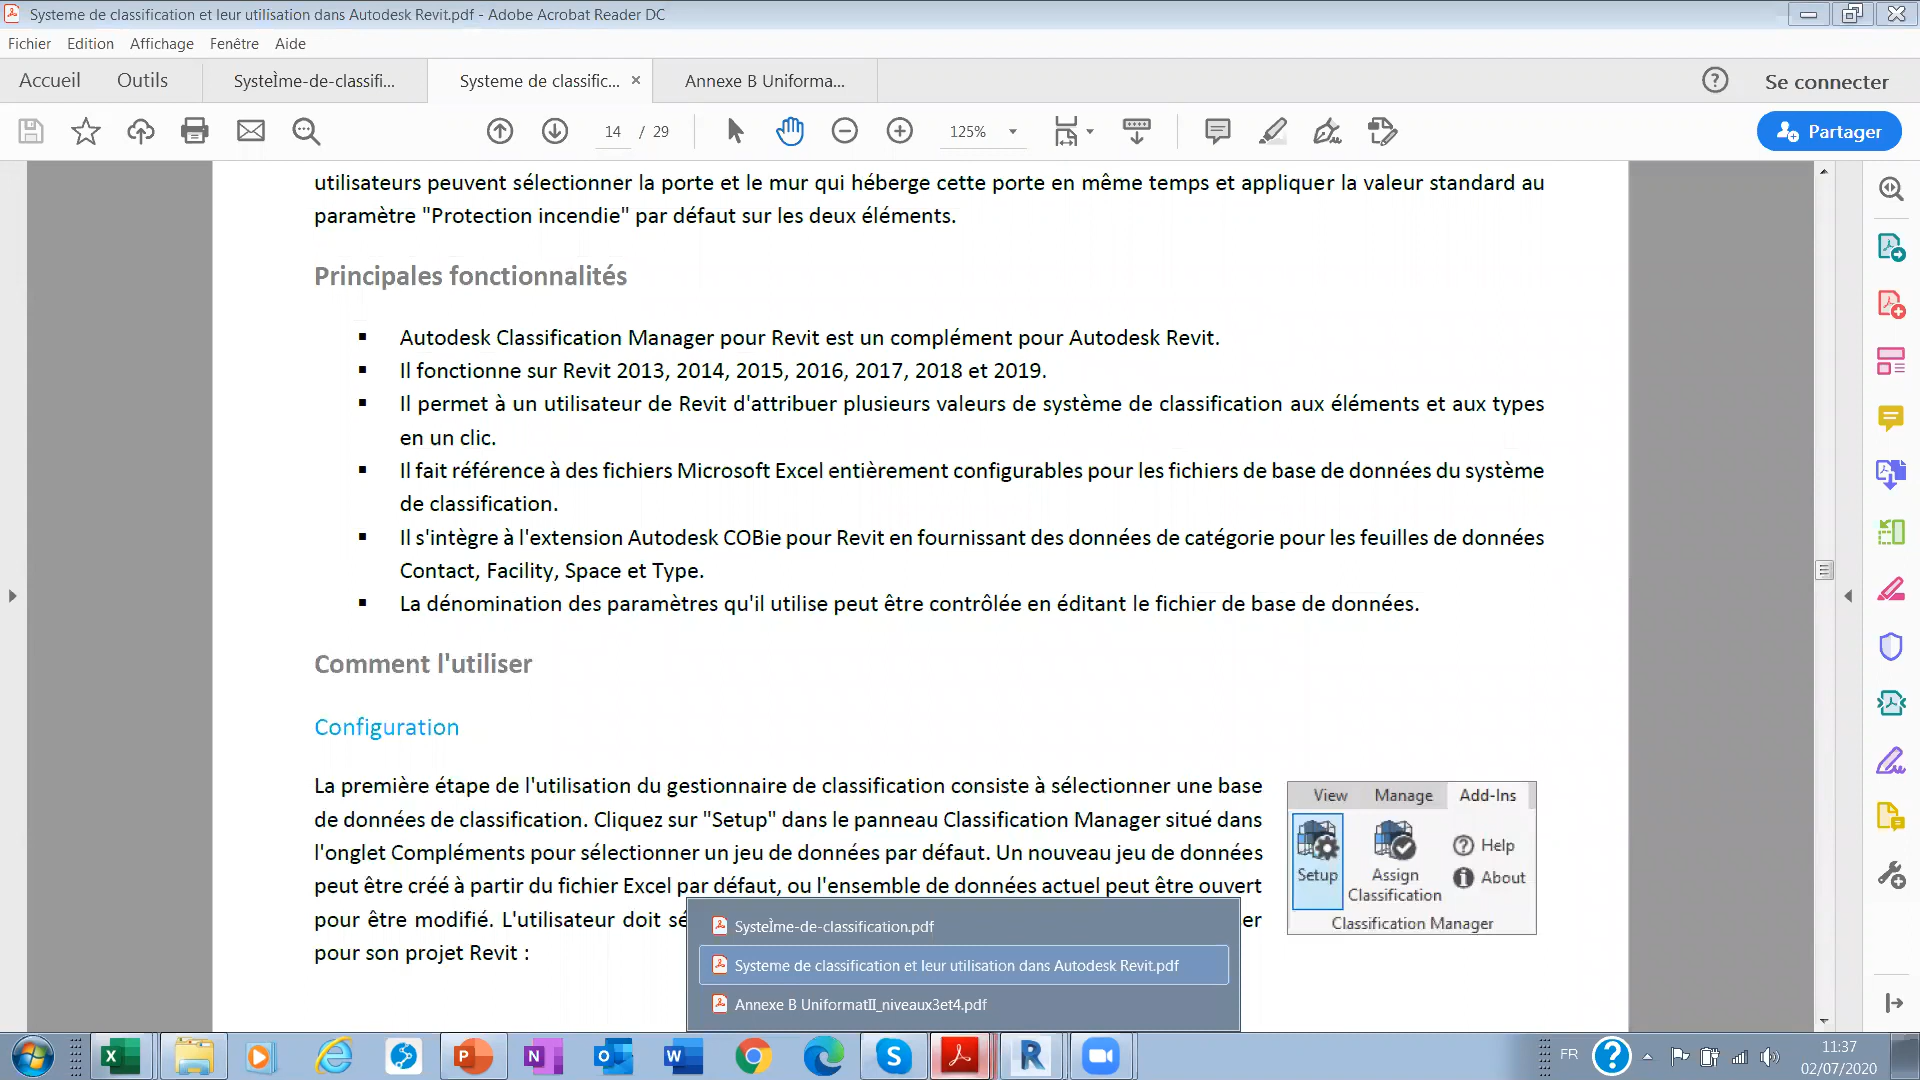 Systeme de classification et leur utilisation dans Autodesk Revit.pdf - Adobe Acrobat Reader DC
Fichier Edition Affichage Fenêtre Aide
Accueil Outils SysteÌme-de-classifi... Systeme de classific... × Annexe B Uniforma... Se connecter
14 / 29 125% Partager
utilisateurs peuvent sélectionner la porte et le mur qui héberge cette porte en même temps et appliquer la valeur standard au
paramètre "Protection incendie" par défaut sur les deux éléments.
Principales fonctionnalités
▪ Autodesk Classification Manager pour Revit est un complément pour Autodesk Revit.
▪ Il fonctionne sur Revit 2013, 2014, 2015, 2016, 2017, 2018 et 2019.
▪ Il permet à un utilisateur de Revit d'attribuer plusieurs valeurs de système de classification aux éléments et aux types
en un clic.
▪ Il fait référence à des fichiers Microsoft Excel entièrement configurables pour les fichiers de base de données du système
de classification.
▪ Il s'intègre à l'extension Autodesk COBie pour Revit en fournissant des données de catégorie pour les feuilles de données
Contact, Facility, Space et Type.
▪ La dénomination des paramètres qu'il utilise peut être contrôlée en éditant le fichier de base de données.
Comment l'utiliser
Configuration
La première étape de l'utilisation du gestionnaire de classification consiste à sélectionner une base
de données de classification. Cliquez sur "Setup" dans le panneau Classification Manager situé dans
l'onglet Compléments pour sélectionner un jeu de données par défaut. Un nouveau jeu de données
peut être créé à partir du fichier Excel par défaut, ou l'ensemble de données actuel peut être ouvert
pour être modifié. L'utilisateur doit sé er
pour son projet Revit :
View Manage Add-Ins
Setup
Assign
Classification
Help
About
Classification Manager
SysteÌme-de-classification.pdf
Systeme de classification et leur utilisation dans Autodesk Revit.pdf
Annexe B UniformatII_niveaux3et4.pdf
FR
11:37
02/07/2020